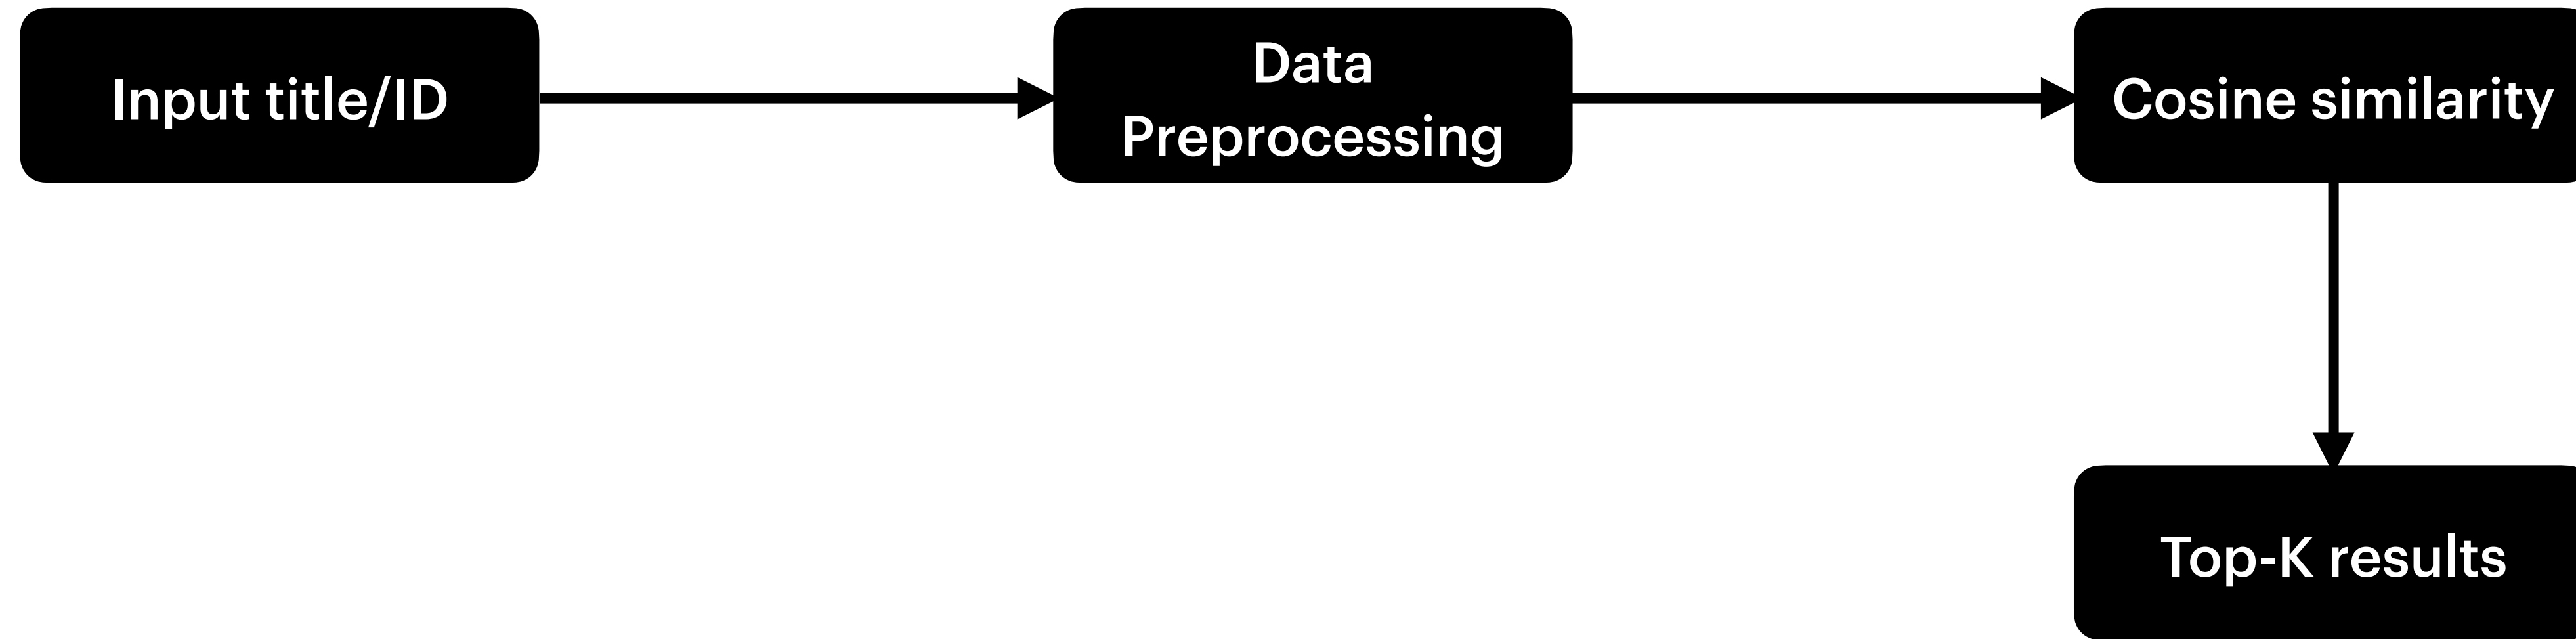 Input title/ID
Data
Preprocessing
Cosine similarity
Top-K results